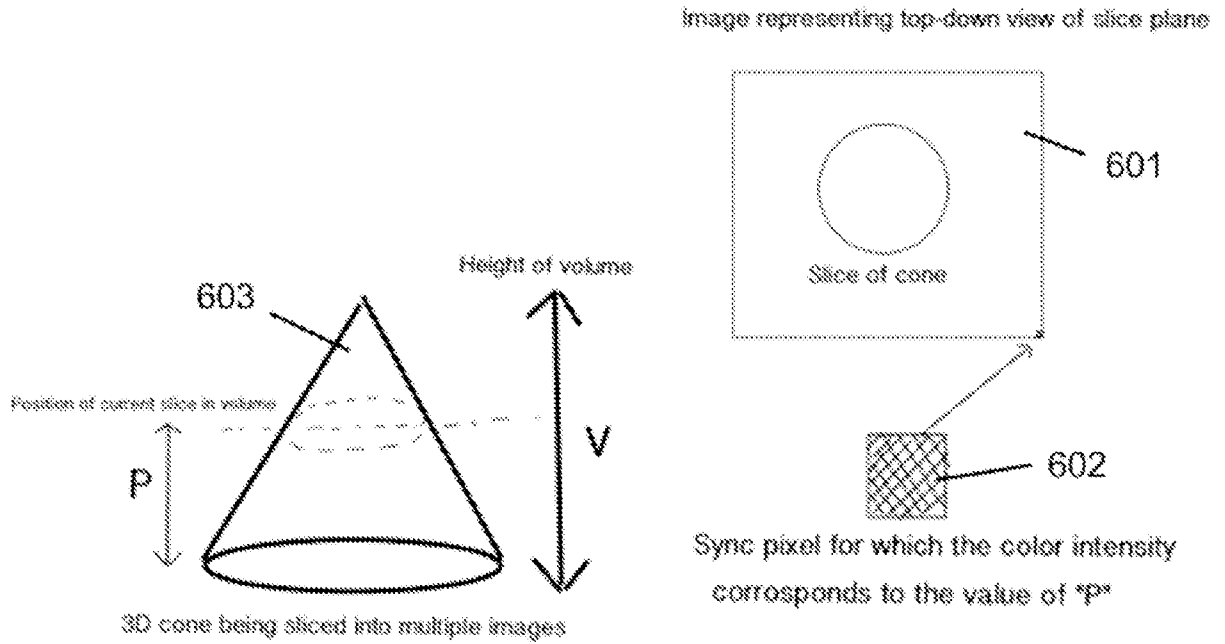 Image representing top-down view of slice plane
601
Slice of cone
Height of volume
603
Position of current slice in volume
P
V
602
Sync pixel for which the color intensity
corrosponds to the value of "P"
3D cone being sliced into multiple images